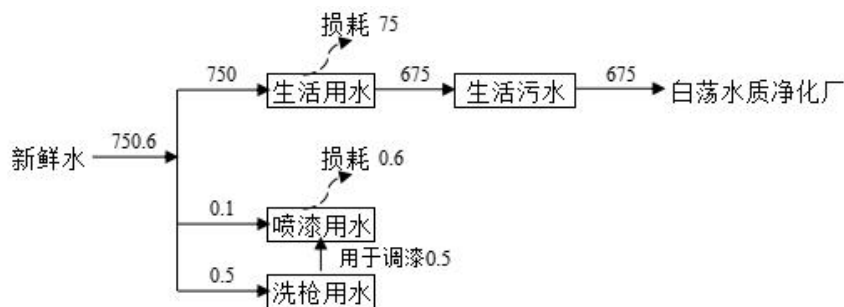 损耗 75
750
生活用水
675
生活污水
675
白荡水质净化厂
新鲜水
750.6
损耗 0.6
0.1
喷漆用水
用于调漆0.5
0.5
洗枪用水